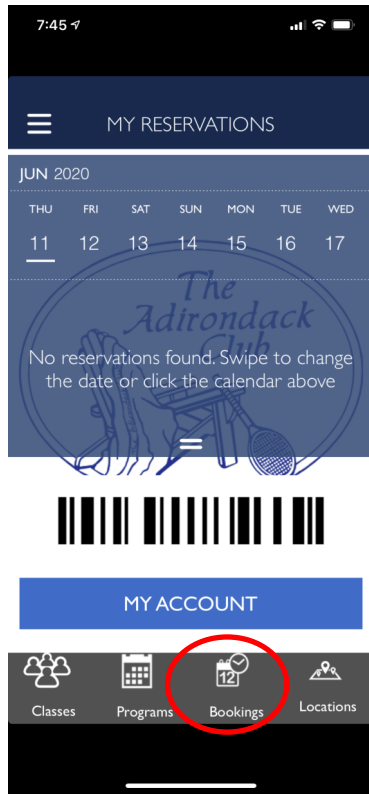 7:45
MY RESERVATIONS
JUN 2020
THU FRI SAT SUN MON TUE WED
11 12 13 14 15 16 17
The
Adirondack
Club
No reservations found. Swipe to change
the date or click the calendar above
MY ACCOUNT
12
Classes Programs Bookings Locations